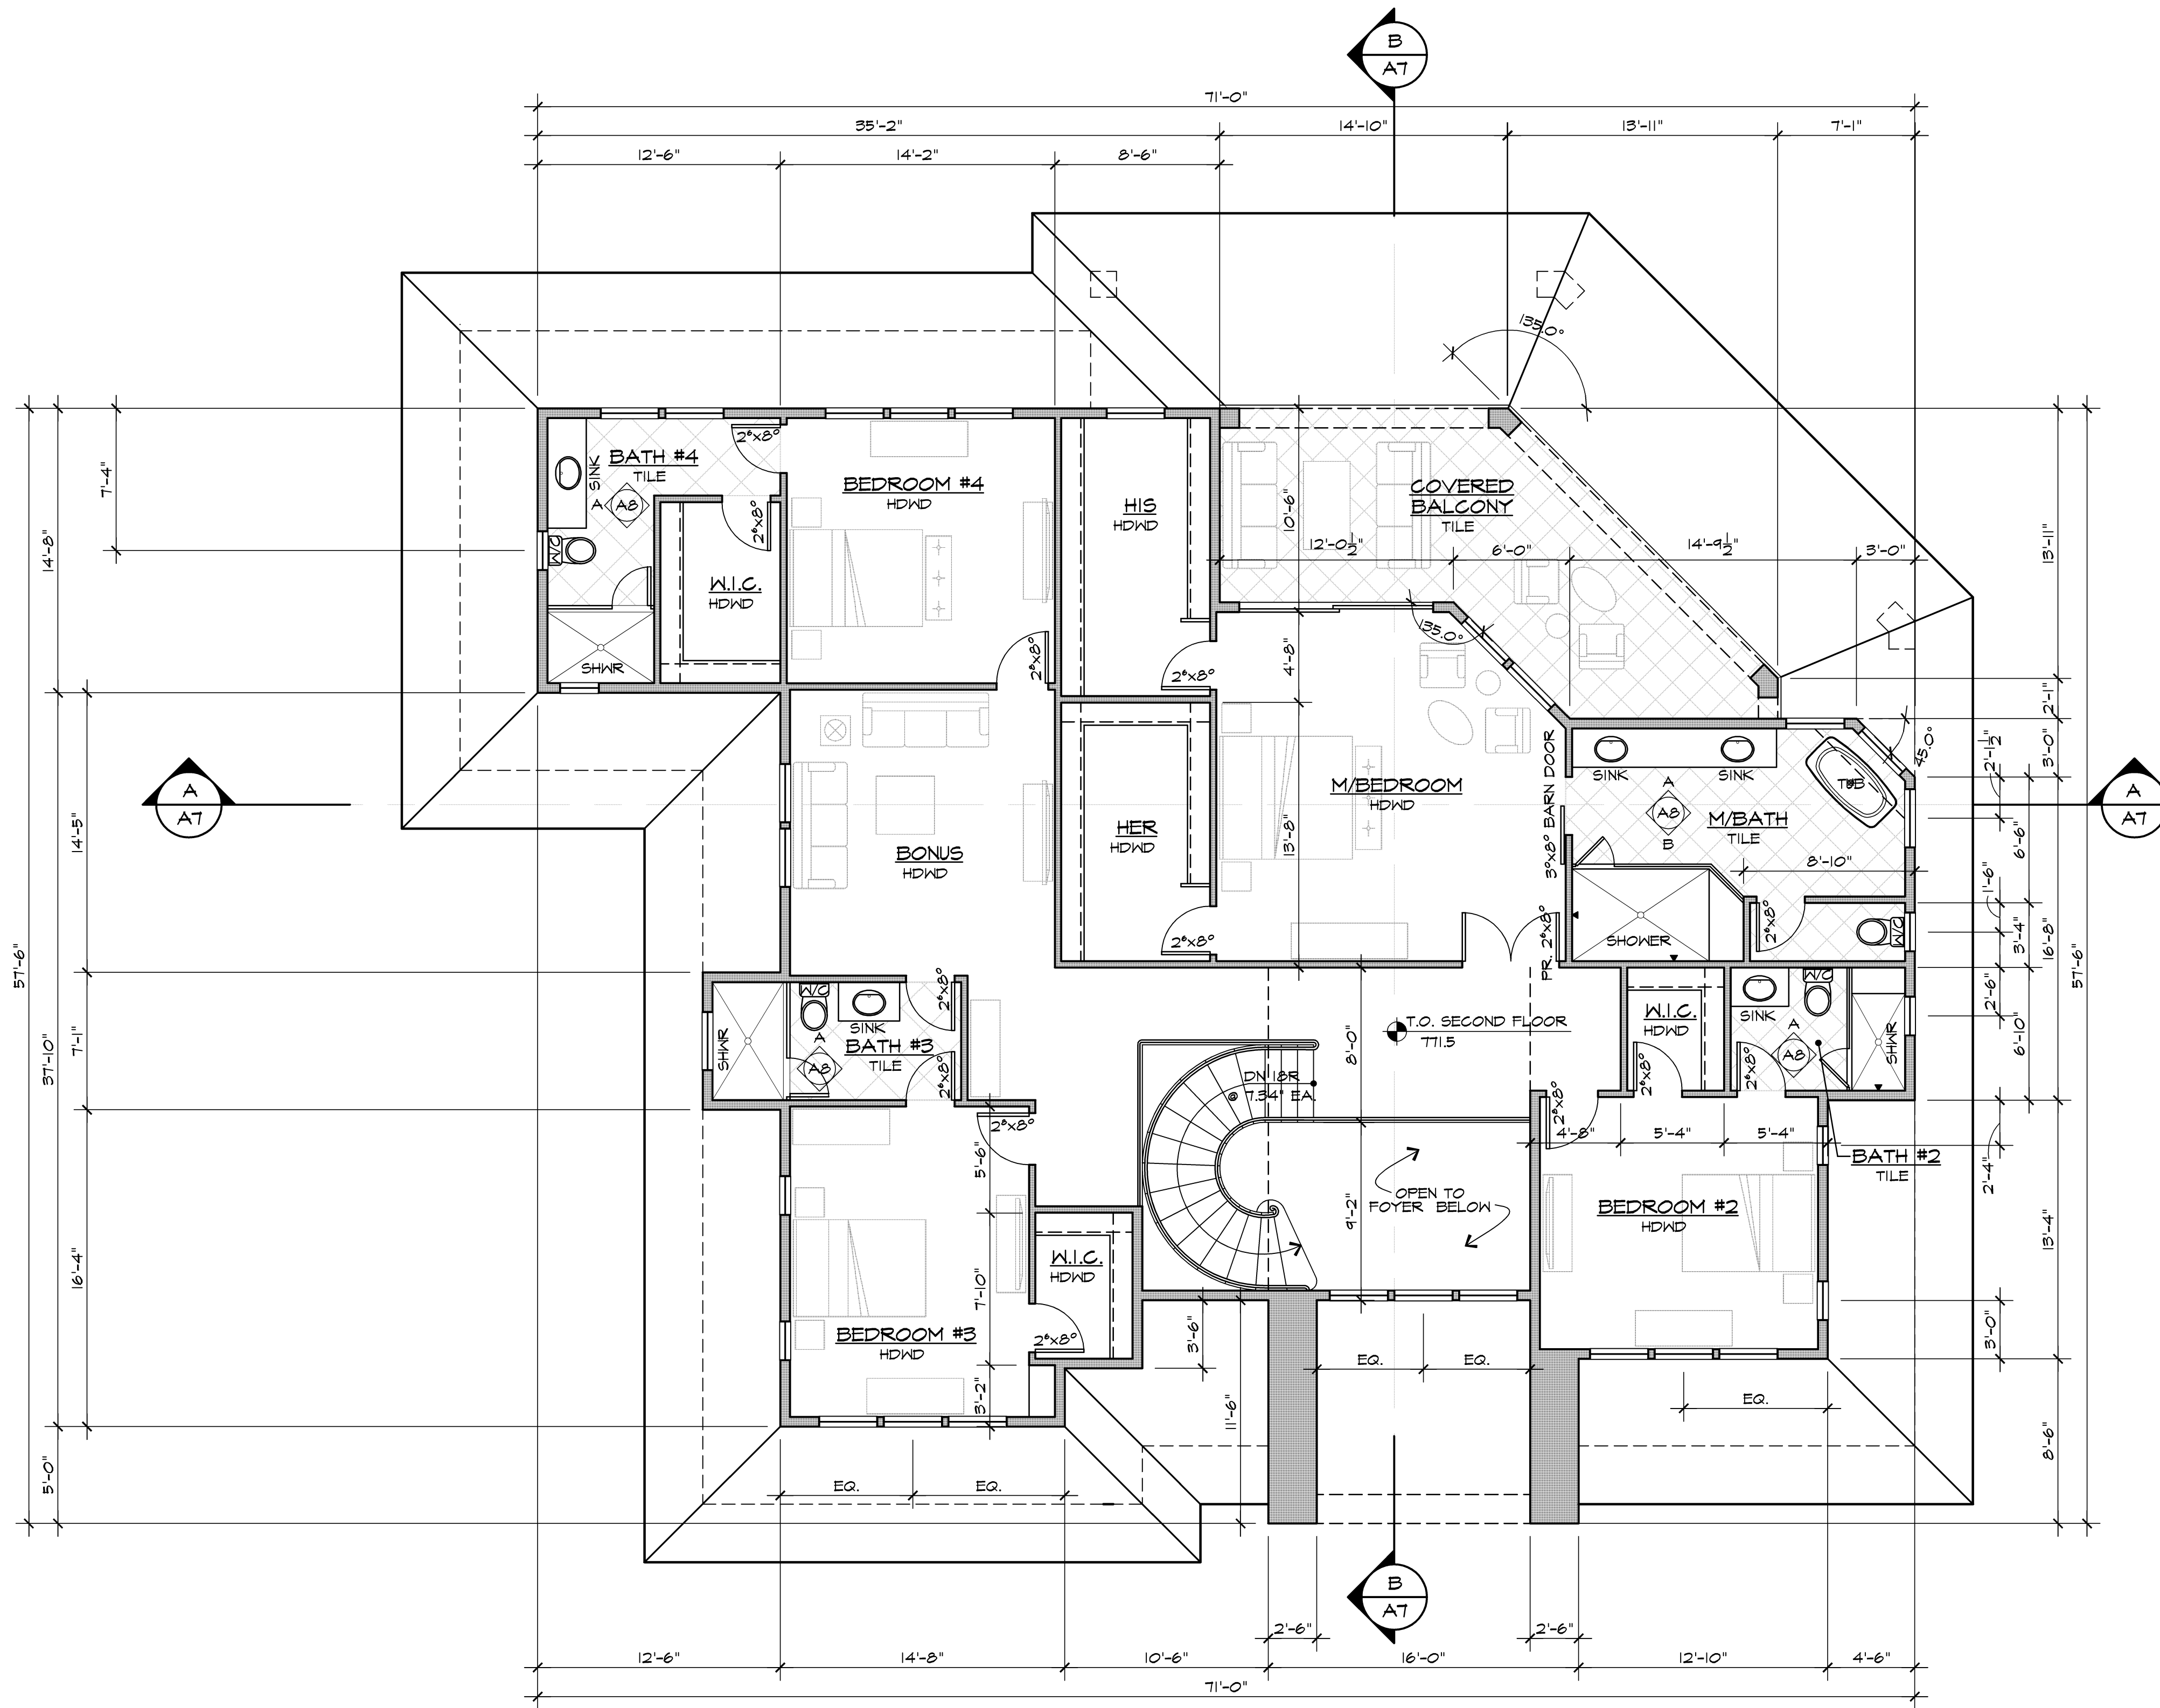 B
A7
71'-0"
35'-2"
14'-10"
13'-11"
7'-1"
12'-6"
14'-2"
8'-6"
135.0°
57'-6"
14'-8"
7'-4"
37'-10"
14'-5"
7'-1"
16'-4"
5'-0"
A
A7
BATH #4
TILE
SINK
A
A8
W/C
SHWR
2⁶x8⁰
2⁶x8⁰
W.I.C.
HDWD
BEDROOM #4
HDWD
2⁸x8⁰
HIS
HDWD
2⁶x8⁰
COVERED
BALCONY
TILE
10'-6"
12'-0½"
6'-0"
14'-9½"
3'-0"
4'-8"
135.0°
13'-11"
2'-1"
3'-0"
2'-1½"
45.0°
BONUS
HDWD
HER
HDWD
2⁶x8⁰
M/BEDROOM
HDWD
13'-8"
3⁰x8⁰ BARN DOOR
PR. 2⁶x8⁰
SINK
SINK
TUB
A
A8
B
M/BATH
TILE
8'-10"
SHOWER
2⁶x8⁰
W/C
6'-6"
1'-6"
3'-4"
16'-8"
2'-6"
6'-10"
57'-6"
A
A7
SHWR
W/C
SINK
A
A8
BATH #3
TILE
2⁶x8⁰
2⁶x8⁰
T.O. SECOND FLOOR
771.5
8'-0"
DN 18R
@ 7.34" EA.
W.I.C.
HDWD
2⁶x8⁰
SINK
W/C
A
A8
SHWR
2⁶x8⁰
2⁸x8⁰
4'-8"
5'-4"
5'-4"
BATH #2
TILE
2'-4"
2⁸x8⁰
5'-6"
OPEN TO
FOYER BELOW
9'-2"
BEDROOM #2
HDWD
13'-4"
W.I.C.
HDWD
7'-10"
2⁶x8⁰
BEDROOM #3
HDWD
3'-2"
3'-6"
11'-6"
EQ.
EQ.
EQ.
3'-0"
8'-6"
EQ.
EQ.
B
A7
2'-6"
2'-6"
12'-6"
14'-8"
10'-6"
16'-0"
12'-10"
4'-6"
71'-0"